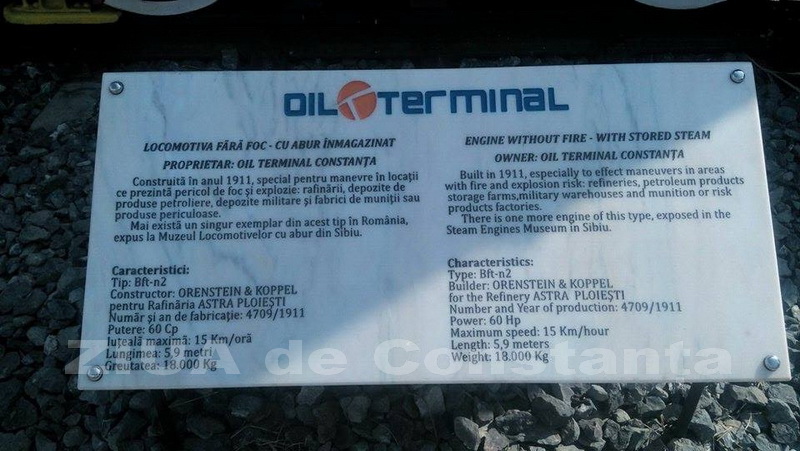 OIL TERMINAL
LOCOMOTIVA FĂRĂ FOC - CU ABUR ÎNMAGAZINAT
PROPRIETAR: OIL TERMINAL CONSTANȚA
Construită în anul 1911, special pentru manevre în locații
ce prezintă pericol de foc și explozie: rafinării, depozite de
produse petroliere, depozite militare și fabrici de muniții sau
produse periculoase.
Mai există un singur exemplar din acest tip în România,
expus la Muzeul Locomotivelor cu abur din Sibiu.
Caracteristici:
Tip: Bft-n2
Constructor: ORENSTEIN & KOPPEL
pentru Rafinăria ASTRA PLOIEȘTI
Număr și an de fabricație: 4709/1911
Putere: 60 Cp
Iuțeală maximă: 15 Km/oră
Lungimea: 5,9 metri
Greutatea: 18.000 Kg
ENGINE WITHOUT FIRE - WITH STORED STEAM
OWNER: OIL TERMINAL CONSTANȚA
Built in 1911, especially to effect maneuvers in areas
with fire and explosion risk: refineries, petroleum products
storage farms,military warehouses and munition or risk
products factories.
There is one more engine of this type, exposed in the
Steam Engines Museum in Sibiu.
Characteristics:
Type: Bft-n2
Builder: ORENSTEIN & KOPPEL
for the Refinery ASTRA PLOIEȘTI
Number and Year of production: 4709/1911
Power: 60 Hp
Maximum speed: 15 Km/hour
Length: 5,9 meters
Weight: 18.000 Kg
ZIUA de Constanta